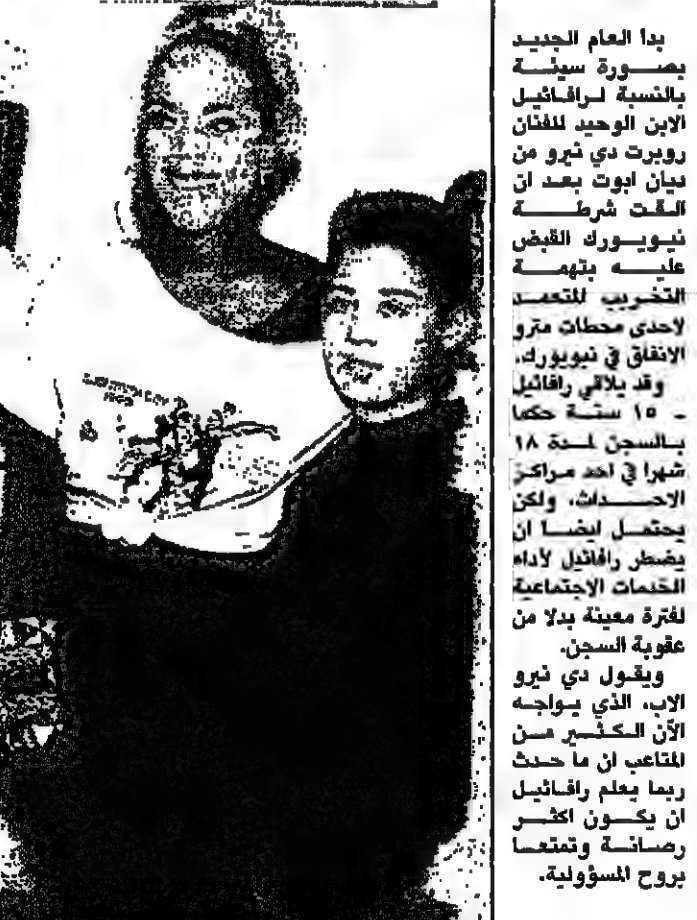 بدأ العام الجديد
بصورة سيئة
بالنسبة لرافائيل
الابن الوحيد للفنان
روبرت دي نيرو من
ديان ابوت بعد ان
القت شرطة
نيويورك القبض
عليه بتهمة
التخريب المتعمد
لاحدى محطات مترو
الانفاق في نيويورك.
وقد يلاقي رافائيل
- ١٥ سنة حكما
بالسجن لمدة ١٨
شهرا في احد مراكز
الاحداث، ولكن
يحتمل ايضا ان
يضطر رافائيل لأداء
الخدمات الاجتماعية
لفترة معينة بدلا من
عقوبة السجن.
ويقول دي نيرو
الاب، الذي يواجه
الآن الكثير من
المتاعب ان ما حدث
ربما يعلم رافائيل
ان يكون اكثر
رصانة وتمتعا
بروح المسؤولية.